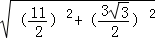 √((11/2)² + (3√3/2)²)